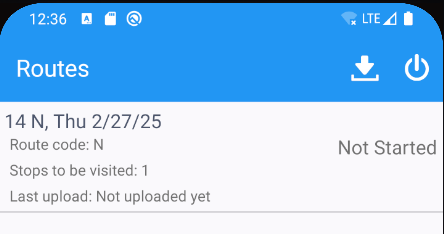 12:36 LTE
Routes
14 N, Thu 2/27/25
Route code: N
Not Started
Stops to be visited: 1
Last upload: Not uploaded yet